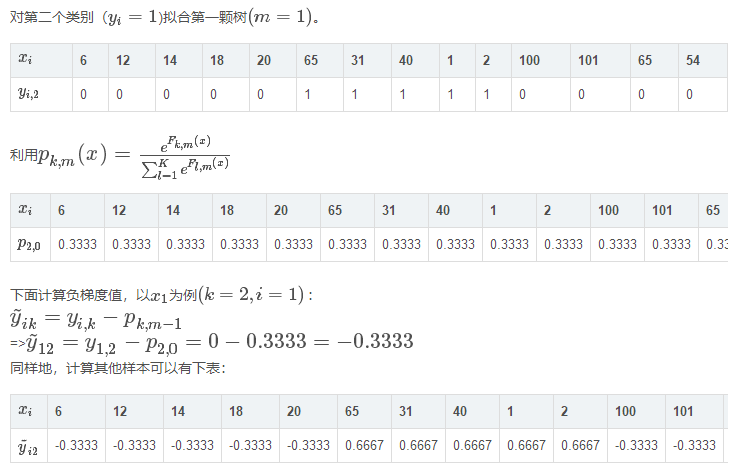 对第二个类别（$y_i = 1$)拟合第一颗树$(m = 1)$。
$x_i$ 6 12 14 18 20 65 31 40 1 2 100 101 65 54
$y_{i,2}$ 0 0 0 0 0 1 1 1 1 1 0 0 0 0
利用$p_{k,m}(x) = \frac{e^{F_{k,m}(x)}}{\sum_{l=1}^{K} e^{F_{l,m}(x)}}$
$x_i$ 6 12 14 18 20 65 31 40 1 2 100 101 65
$p_{2,0}$ 0.3333 0.3333 0.3333 0.3333 0.3333 0.3333 0.3333 0.3333 0.3333 0.3333 0.3333 0.3333 0.33
下面计算负梯度值，以$x_1$为例$(k = 2, i = 1)$：
$\tilde{y}_{ik} = y_{i,k} - p_{k,m-1}$
=>$\tilde{y}_{12} = y_{1,2} - p_{2,0} = 0 - 0.3333 = -0.3333$
同样地，计算其他样本可以有下表：
$x_i$ 6 12 14 18 20 65 31 40 1 2 100 101
$\tilde{y}_{i2}$ -0.3333 -0.3333 -0.3333 -0.3333 -0.3333 0.6667 0.6667 0.6667 0.6667 0.6667 -0.3333 -0.3333